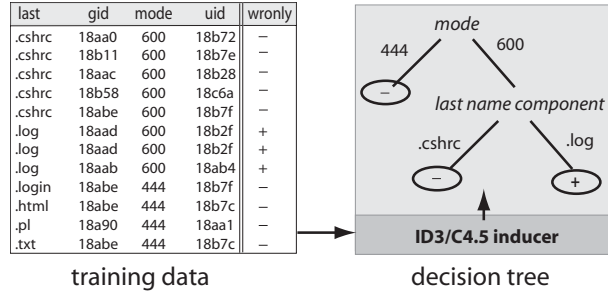 last gid mode uid wronly
.cshrc 18aa0 600 18b72 −
.cshrc 18b11 600 18b7e −
.cshrc 18aac 600 18b28 −
.cshrc 18b58 600 18c6a −
.cshrc 18abe 600 18b7f −
.log 18aad 600 18b2f +
.log 18aad 600 18b2f +
.log 18aab 600 18ab4 +
.login 18abe 444 18b7f −
.html 18abe 444 18b7c −
.pl 18a90 444 18aa1 −
.txt 18abe 444 18b7c −
training data
mode
444 600
−
last name component
.cshrc .log
− +
ID3/C4.5 inducer
decision tree